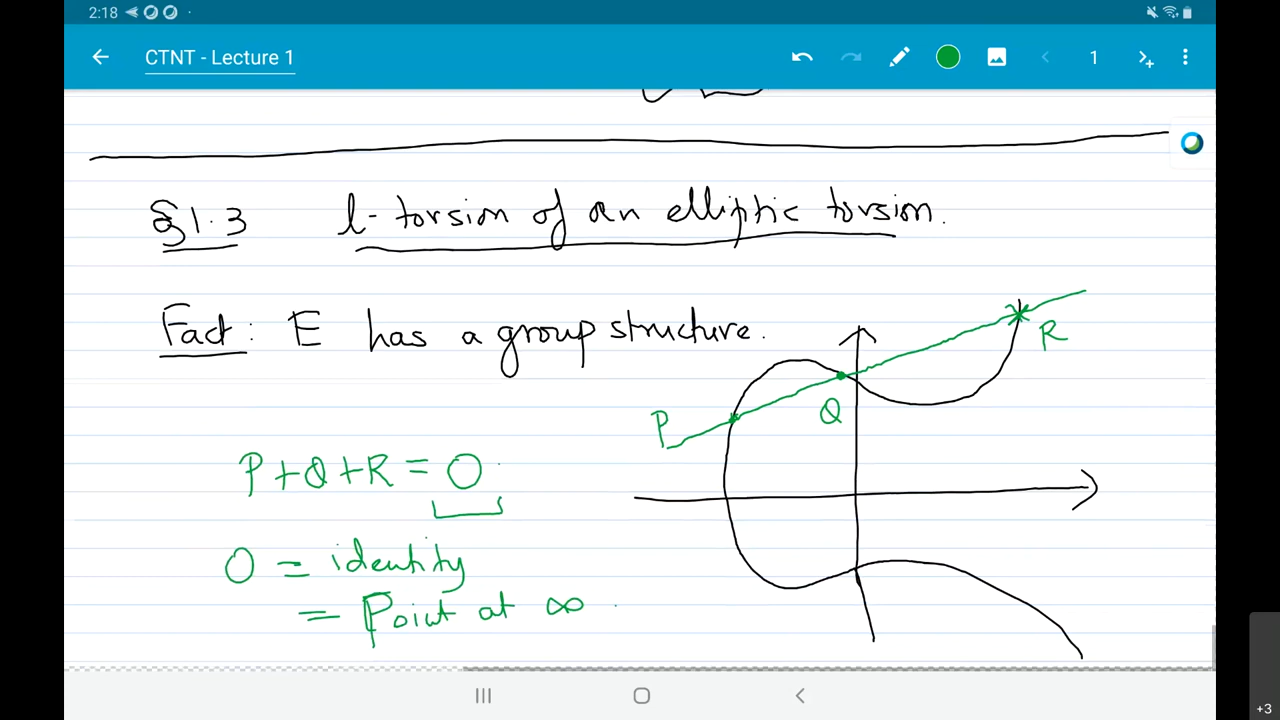 2:18
CTNT - Lecture 1
1
§1.3 l-torsion of an elliptic torsion.
Fact: E has a group structure.
R
P
Q
P+Q+R = O
O = identity
= Point at ∞
+3